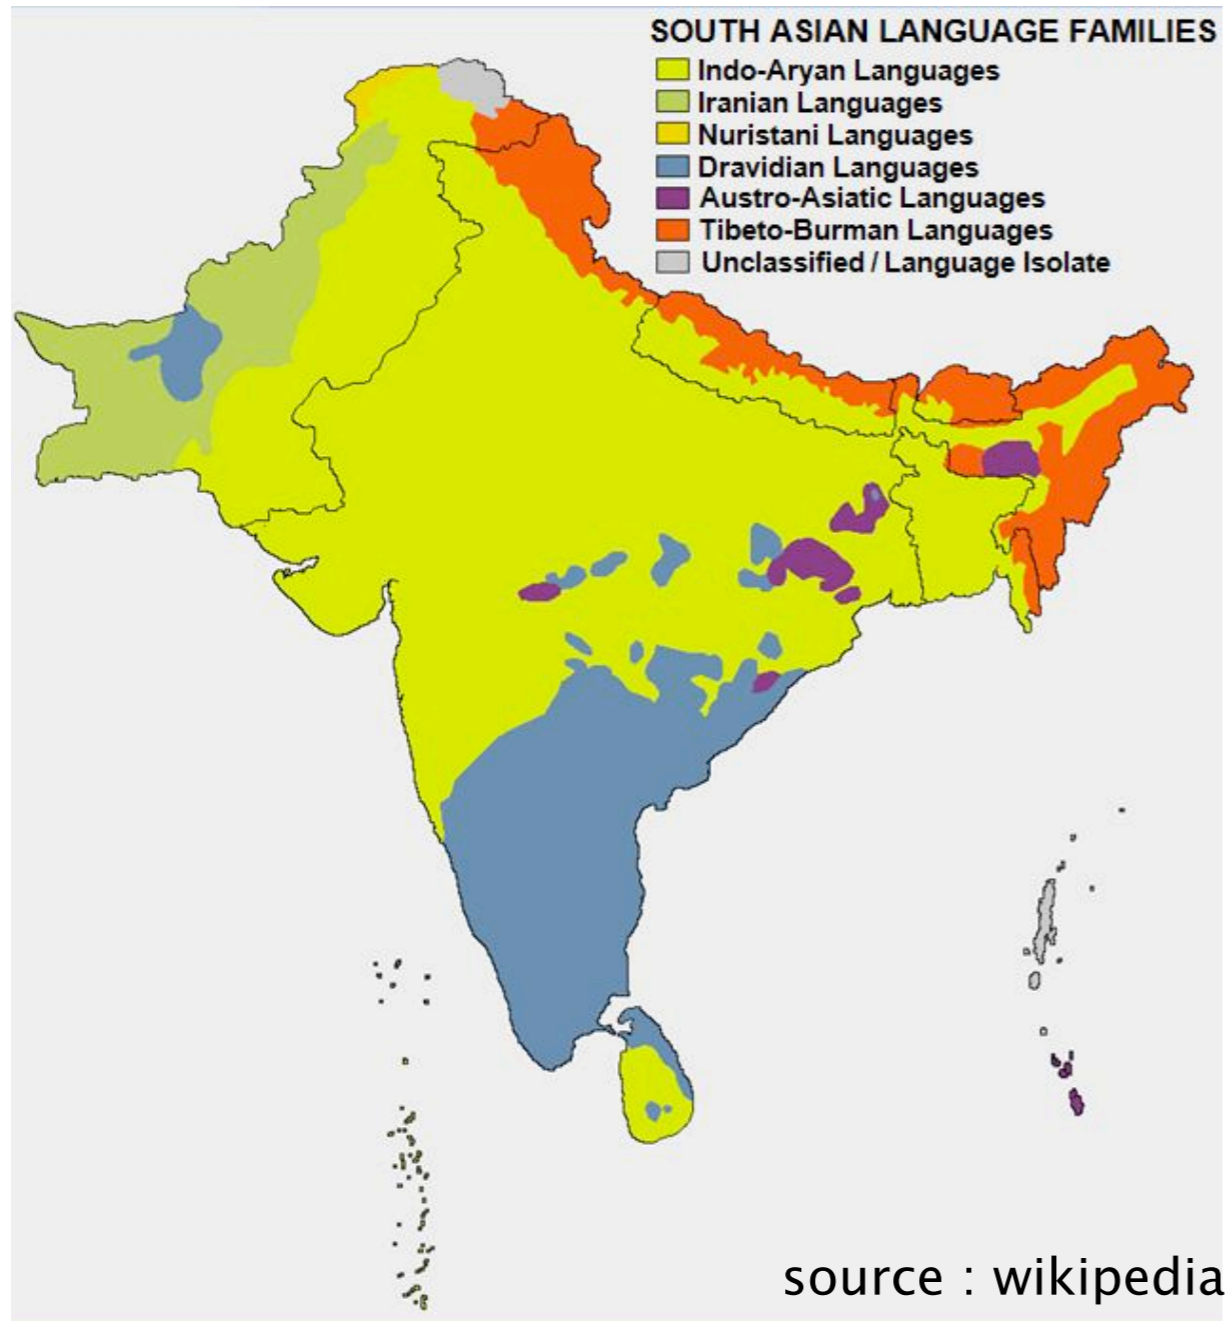 SOUTH ASIAN LANGUAGE FAMILIES
Indo-Aryan Languages
Iranian Languages
Nuristani Languages
Dravidian Languages
Austro-Asiatic Languages
Tibeto-Burman Languages
Unclassified / Language Isolate
source : wikipedia